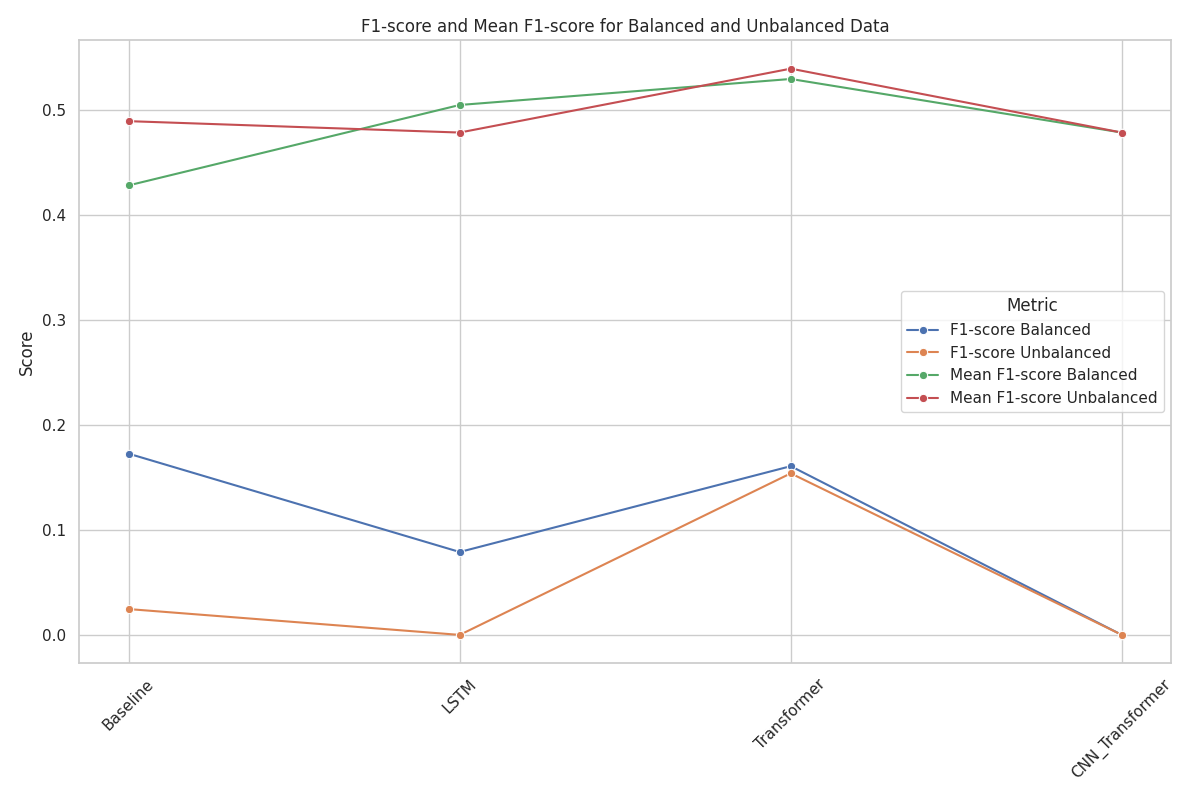 F1-score and Mean F1-score for Balanced and Unbalanced Data
Score
0.5
0.4
0.3
0.2
0.1
0.0
Metric
F1-score Balanced
F1-score Unbalanced
Mean F1-score Balanced
Mean F1-score Unbalanced
Baseline
LSTM
Transformer
CNN_Transformer